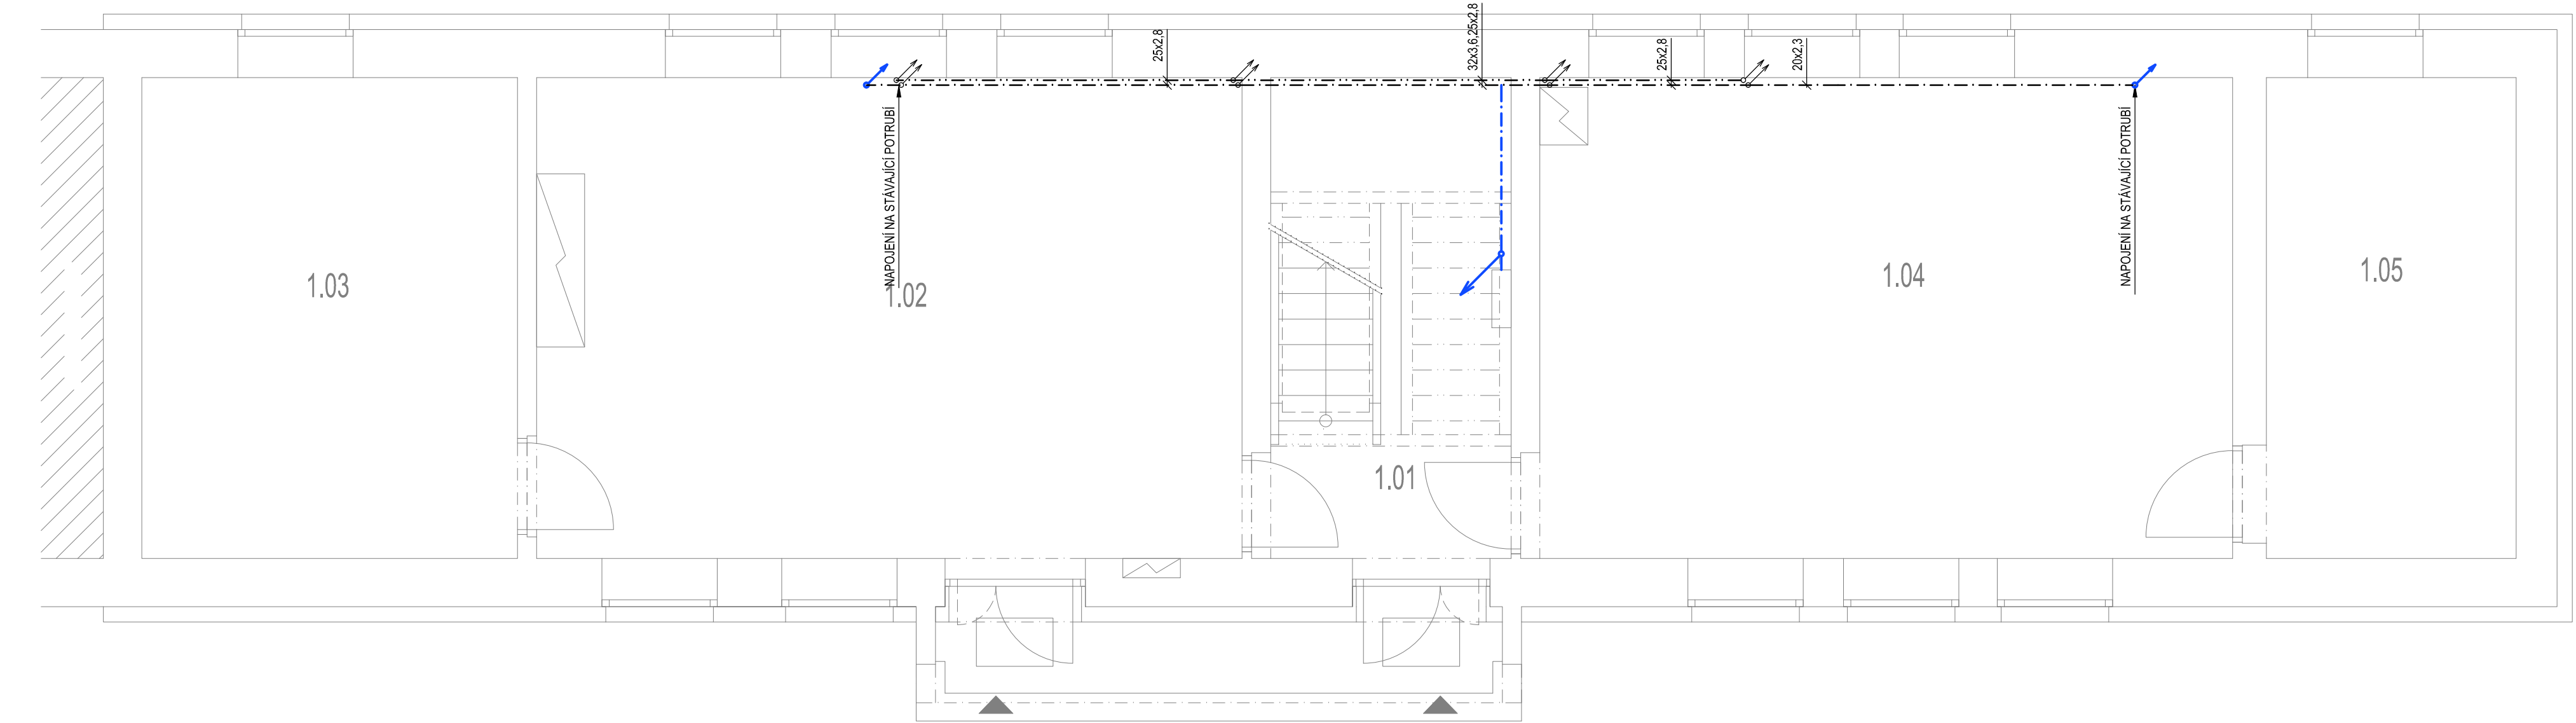 25x2,8
32x3,6,25x2,8
25x2,8
20x2,3
NAPOJENÍ NA STÁVAJÍCÍ POTRUBÍ
NAPOJENÍ NA STÁVAJÍCÍ POTRUBÍ
1.03
1.02
1.04
1.05
1.01